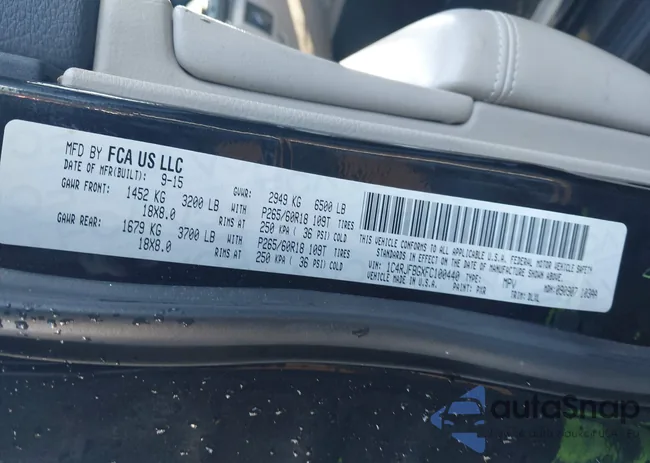 MFD BY FCA US LLC
DATE OF MFR(BUILT): 9-15 GVWR: 2949 KG 6500 LB
GAWR FRONT: 1452 KG 3200 LB WITH P265/60R18 109T TIRES
18X8.0 RIMS AT 250 KPA ( 36 PSI) COLD
GAWR REAR: 1679 KG 3700 LB WITH P265/60R18 109T TIRES
18X8.0 RIMS AT 250 KPA ( 36 PSI) COLD
THIS VEHICLE CONFORMS TO ALL APPLICABLE U.S.A. FEDERAL MOTOR VEHICLE SAFETY
STANDARDS IN EFFECT ON THE DATE OF MANUFACTURE SHOWN ABOVE.
VIN: TYPE: MPV MDH:
VEHICLE MADE IN U.S.A. PAINT: PXR TRIM:
autoSnap